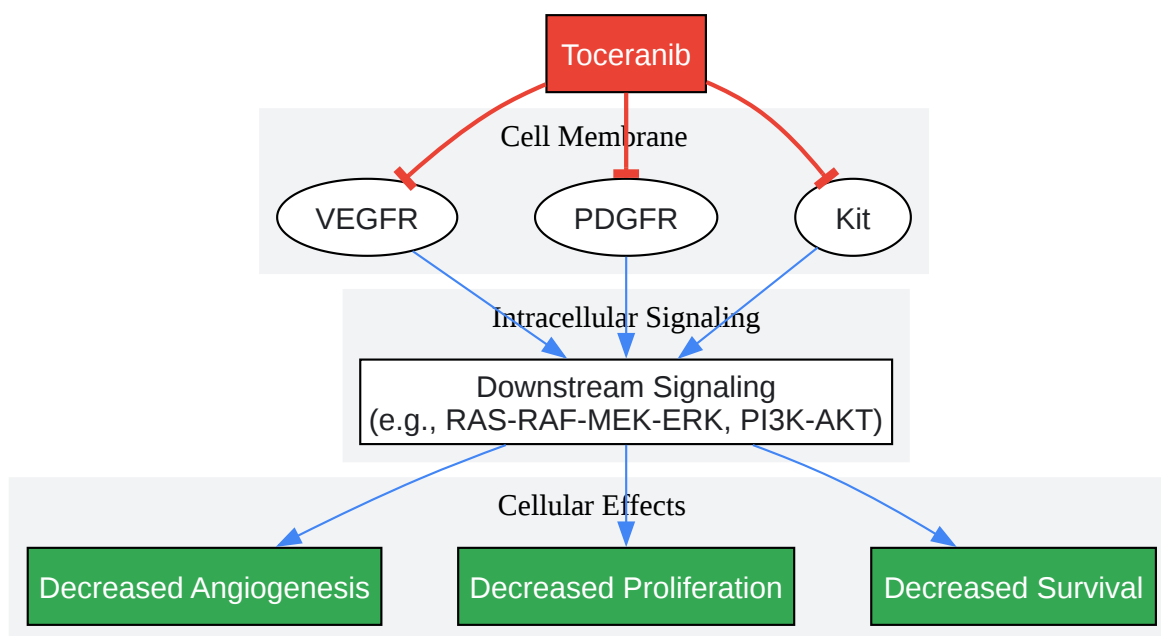 Toceranib
Cell Membrane
VEGFR
PDGFR
Kit
Intracellular Signaling
Downstream Signaling
(e.g., RAS-RAF-MEK-ERK, PI3K-AKT)
Cellular Effects
Decreased Angiogenesis
Decreased Proliferation
Decreased Survival